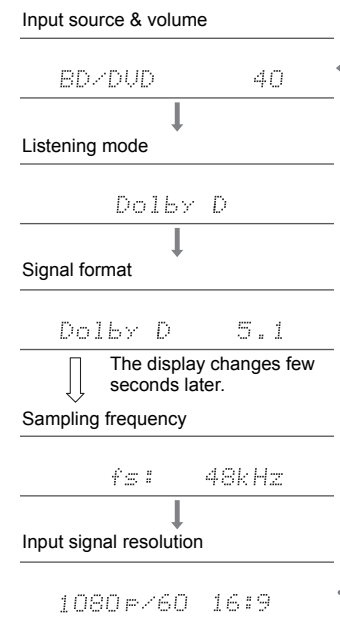 Input source & volume
BD/DVD 40
Listening mode
Dolby D
Signal format
Dolby D 5.1
The display changes few
seconds later.
Sampling frequency
fs: 48kHz
Input signal resolution
1080p/60 16:9